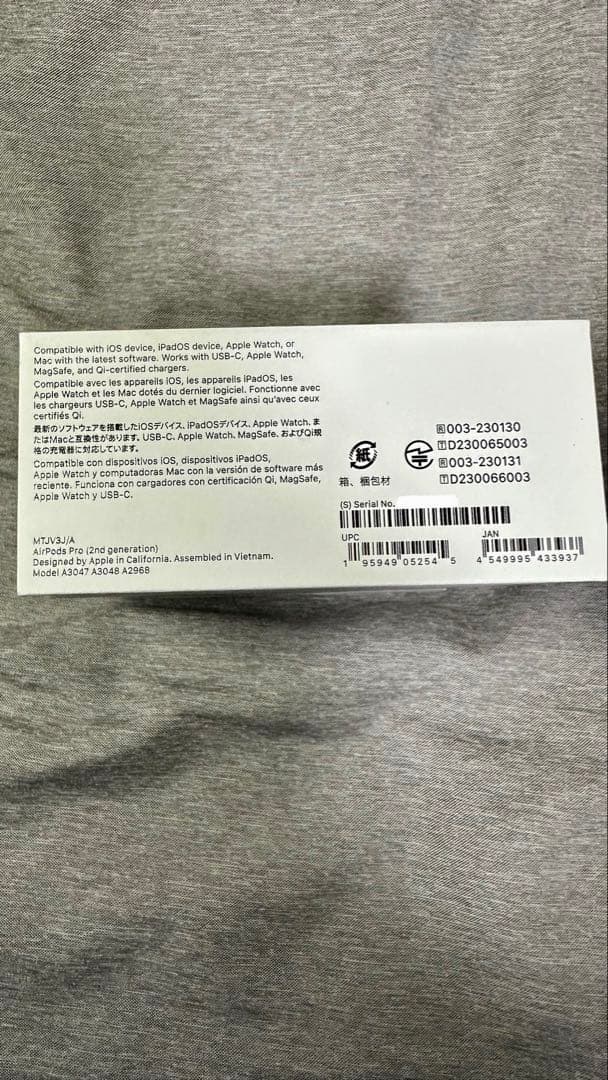 Compatible with iOS device, iPadOS device, Apple Watch, or
Mac with the latest software. Works with USB-C, Apple Watch,
MagSafe, and Qi-certified chargers.
Compatible avec les appareils iOS, les appareils iPadOS, les
Apple Watch et les Mac dotés du dernier logiciel. Fonctionne avec
les chargeurs USB-C, Apple Watch et MagSafe ainsi qu'avec ceux
certifiés Qi.
最新のソフトウェアを搭載したiOSデバイス、iPadOSデバイス、Apple Watch、ま
たはMacと互換性があります。USB-C、Apple Watch、MagSafe、およびQi規
格の充電器に対応しています。
Compatible con dispositivos iOS, dispositivos iPadOS,
Apple Watch y computadoras Mac con la versión de software más
reciente. Funciona con cargadores con certificación Qi, MagSafe,
Apple Watch y USB-C.
MTJV3J/A
AirPods Pro (2nd generation)
Designed by Apple in California. Assembled in Vietnam.
Model A3047 A3048 A2968
紙
箱、梱包材
R 003-230130
T D230065003
R 003-230131
T D230066003
(S) Serial No.
UPC
1 95949 05254 5
JAN
4 549995 433937